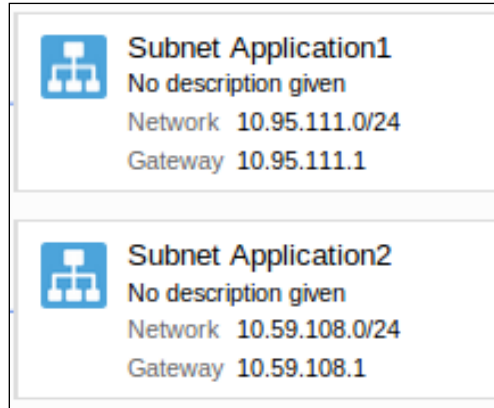 Subnet Application1
No description given
Network 10.95.111.0/24
Gateway 10.95.111.1
Subnet Application2
No description given
Network 10.59.108.0/24
Gateway 10.59.108.1